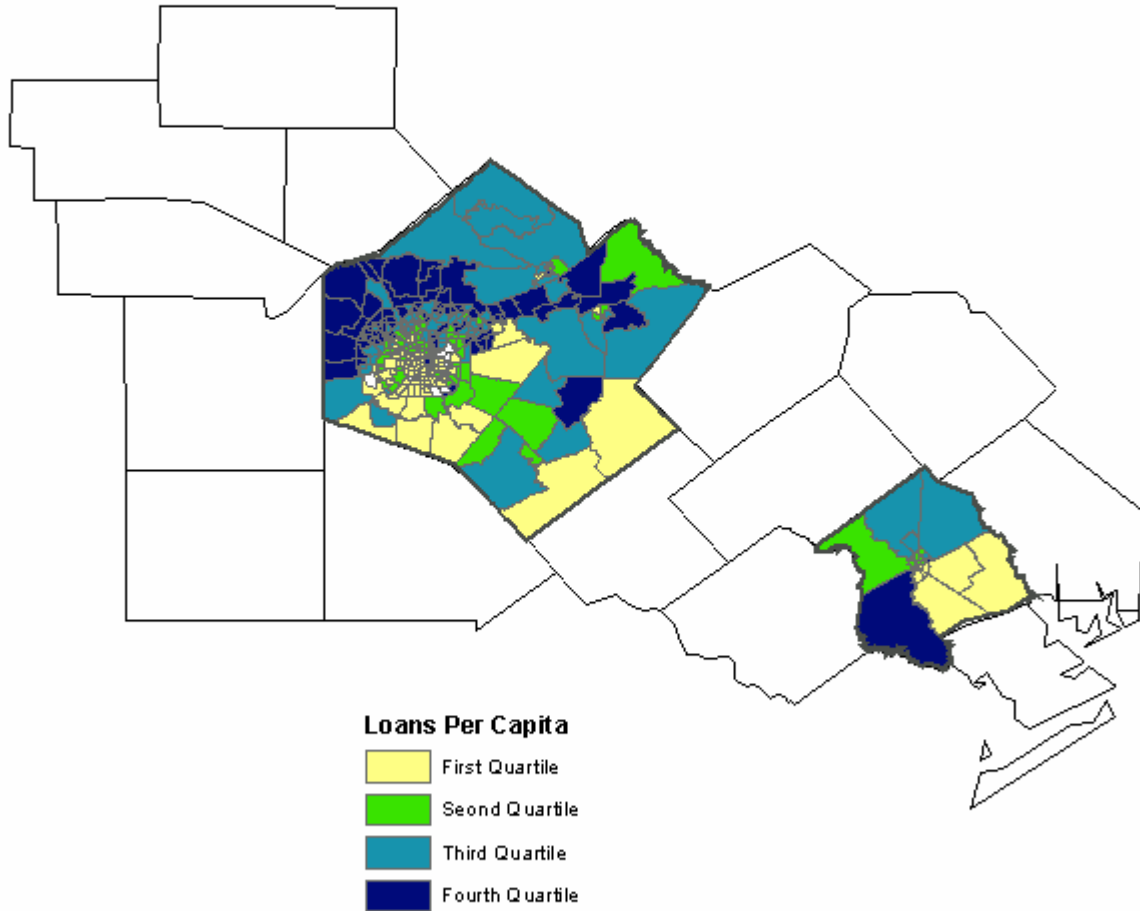 Loans Per Capita
First Quartile
Seond Quartile
Third Quartile
Fourth Quartile